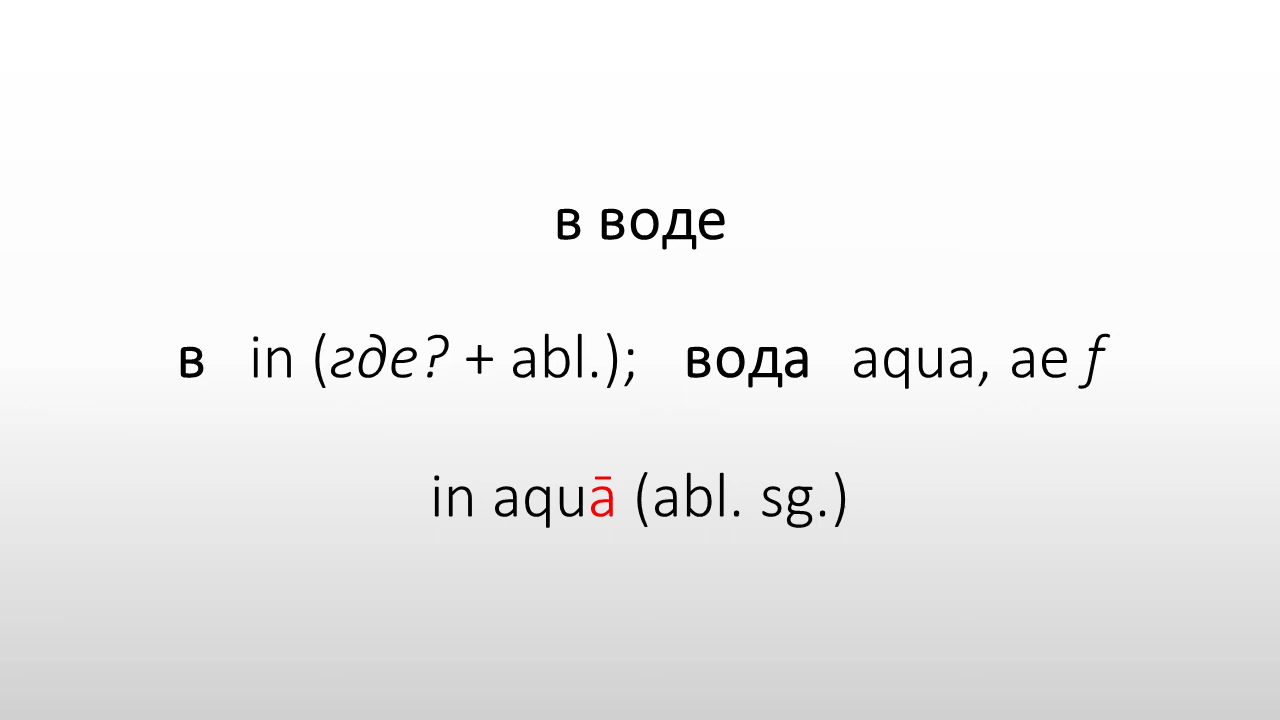 в воде
в in (где? + abl.); вода aqua, ae f
in aquā (abl. sg.)